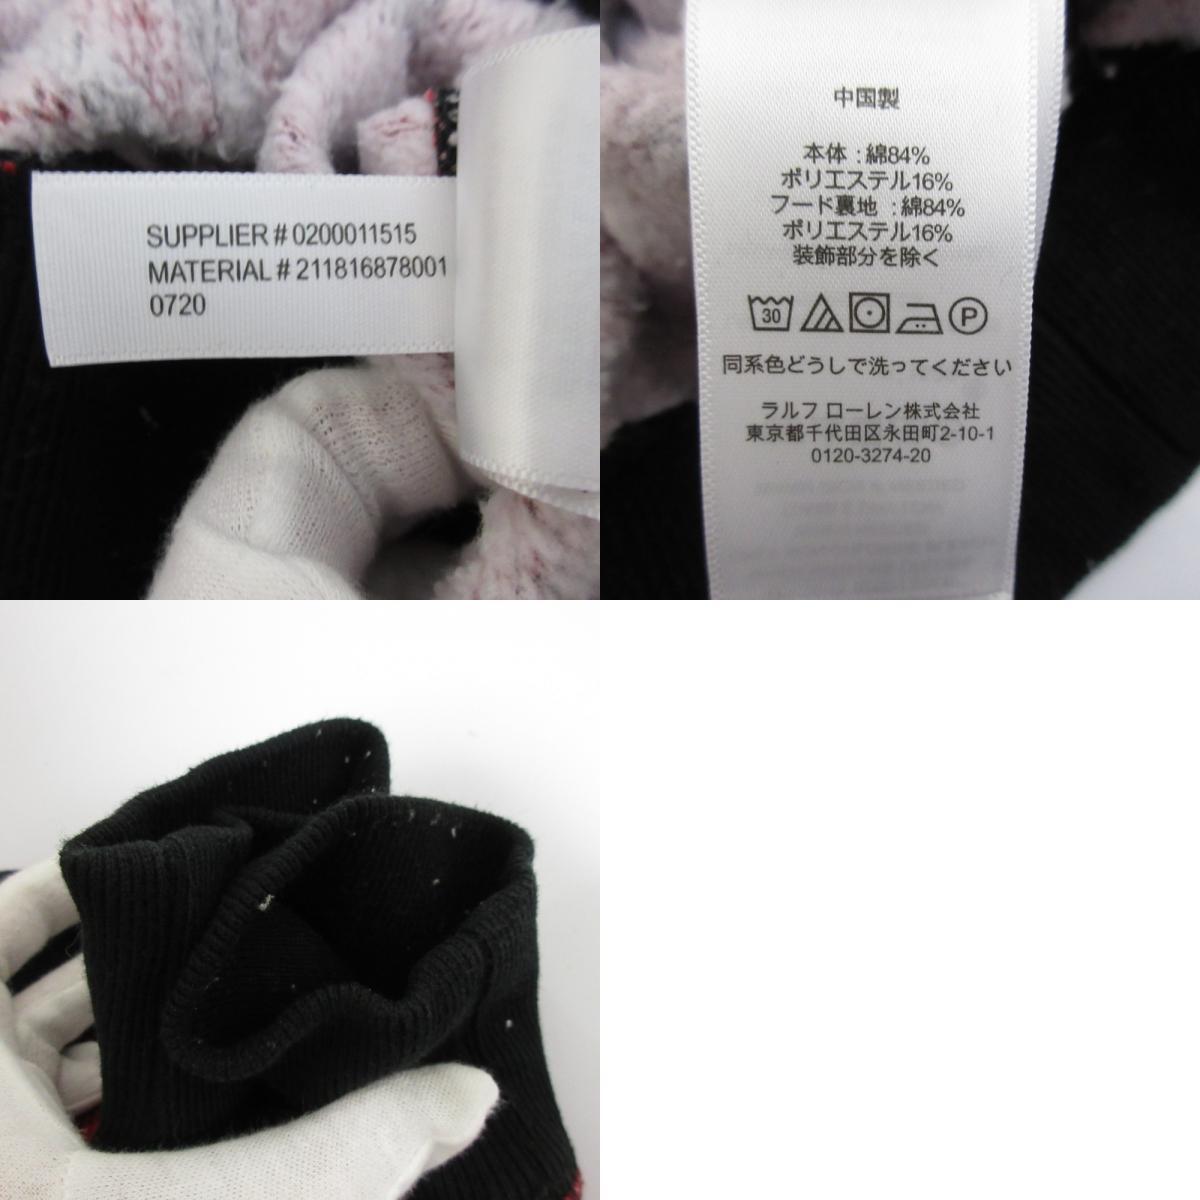 SUPPLIER # 0200011515
MATERIAL # 211816878001
0720
中国製
本体 : 綿84%
ポリエステル16%
フード裏地 : 綿84%
ポリエステル16%
装飾部分を除く
30 P
同系色どうしで洗ってください
ラルフ ローレン株式会社
東京都千代田区永田町2-10-1
0120-3274-20